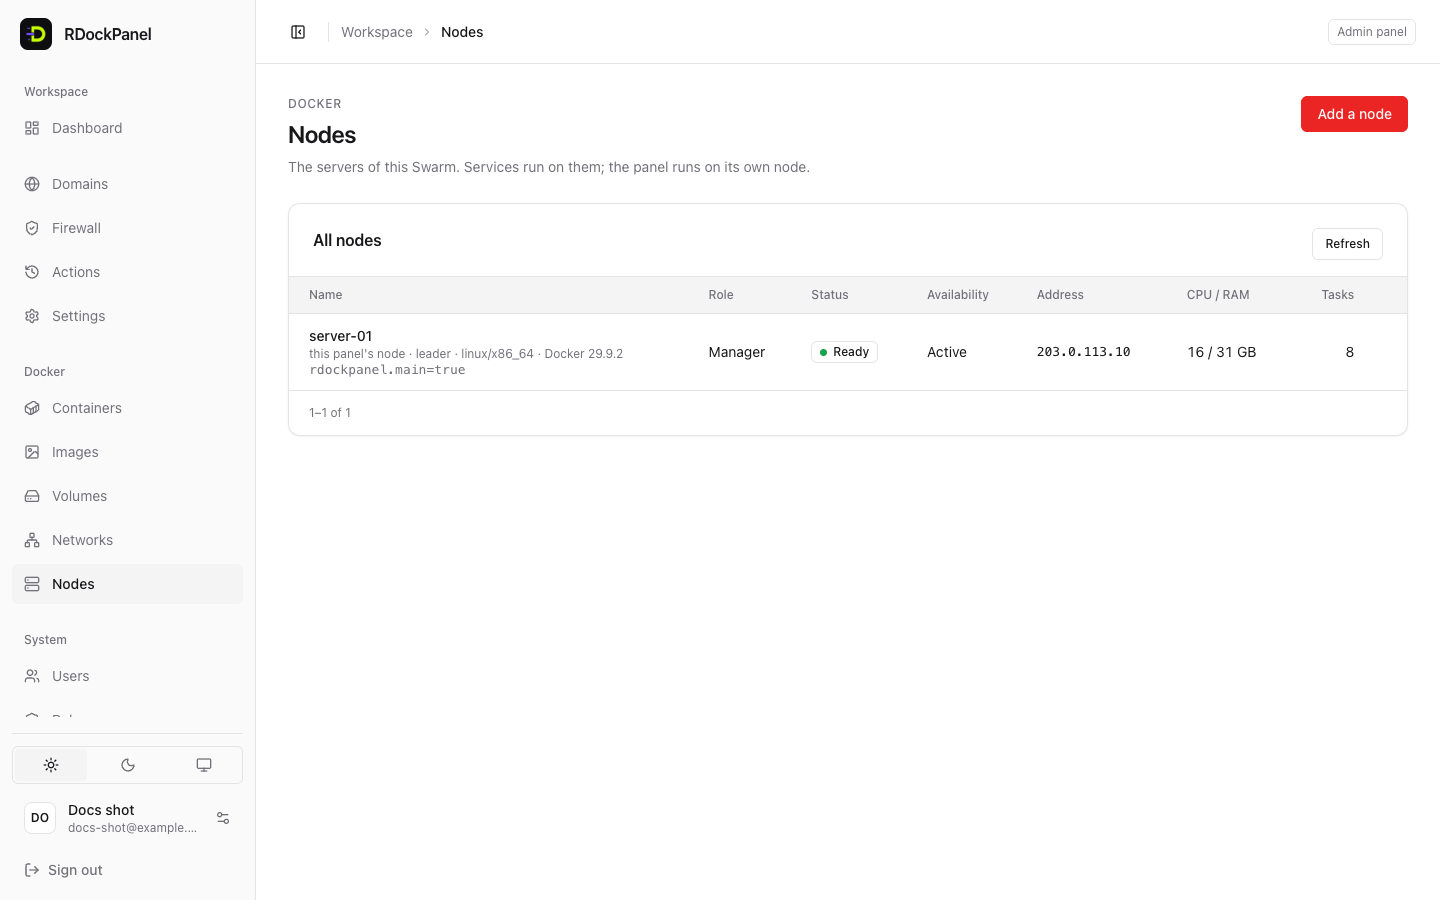 RDockPanel
Workspace
Dashboard
Domains
Firewall
Actions
Settings
Docker
Containers
Images
Volumes
Networks
Nodes
System
Users
DO
Docs shot
docs-shot@example....
Sign out
Workspace > Nodes
Admin panel
DOCKER
Nodes
The servers of this Swarm. Services run on them; the panel runs on its own node.
Add a node
All nodes
Refresh
Name Role Status Availability Address CPU / RAM Tasks
server-01
this panel's node · leader · linux/x86_64 · Docker 29.9.2
rdockpanel.main=true
Manager Ready Active 203.0.113.10 16 / 31 GB 8
1–1 of 1